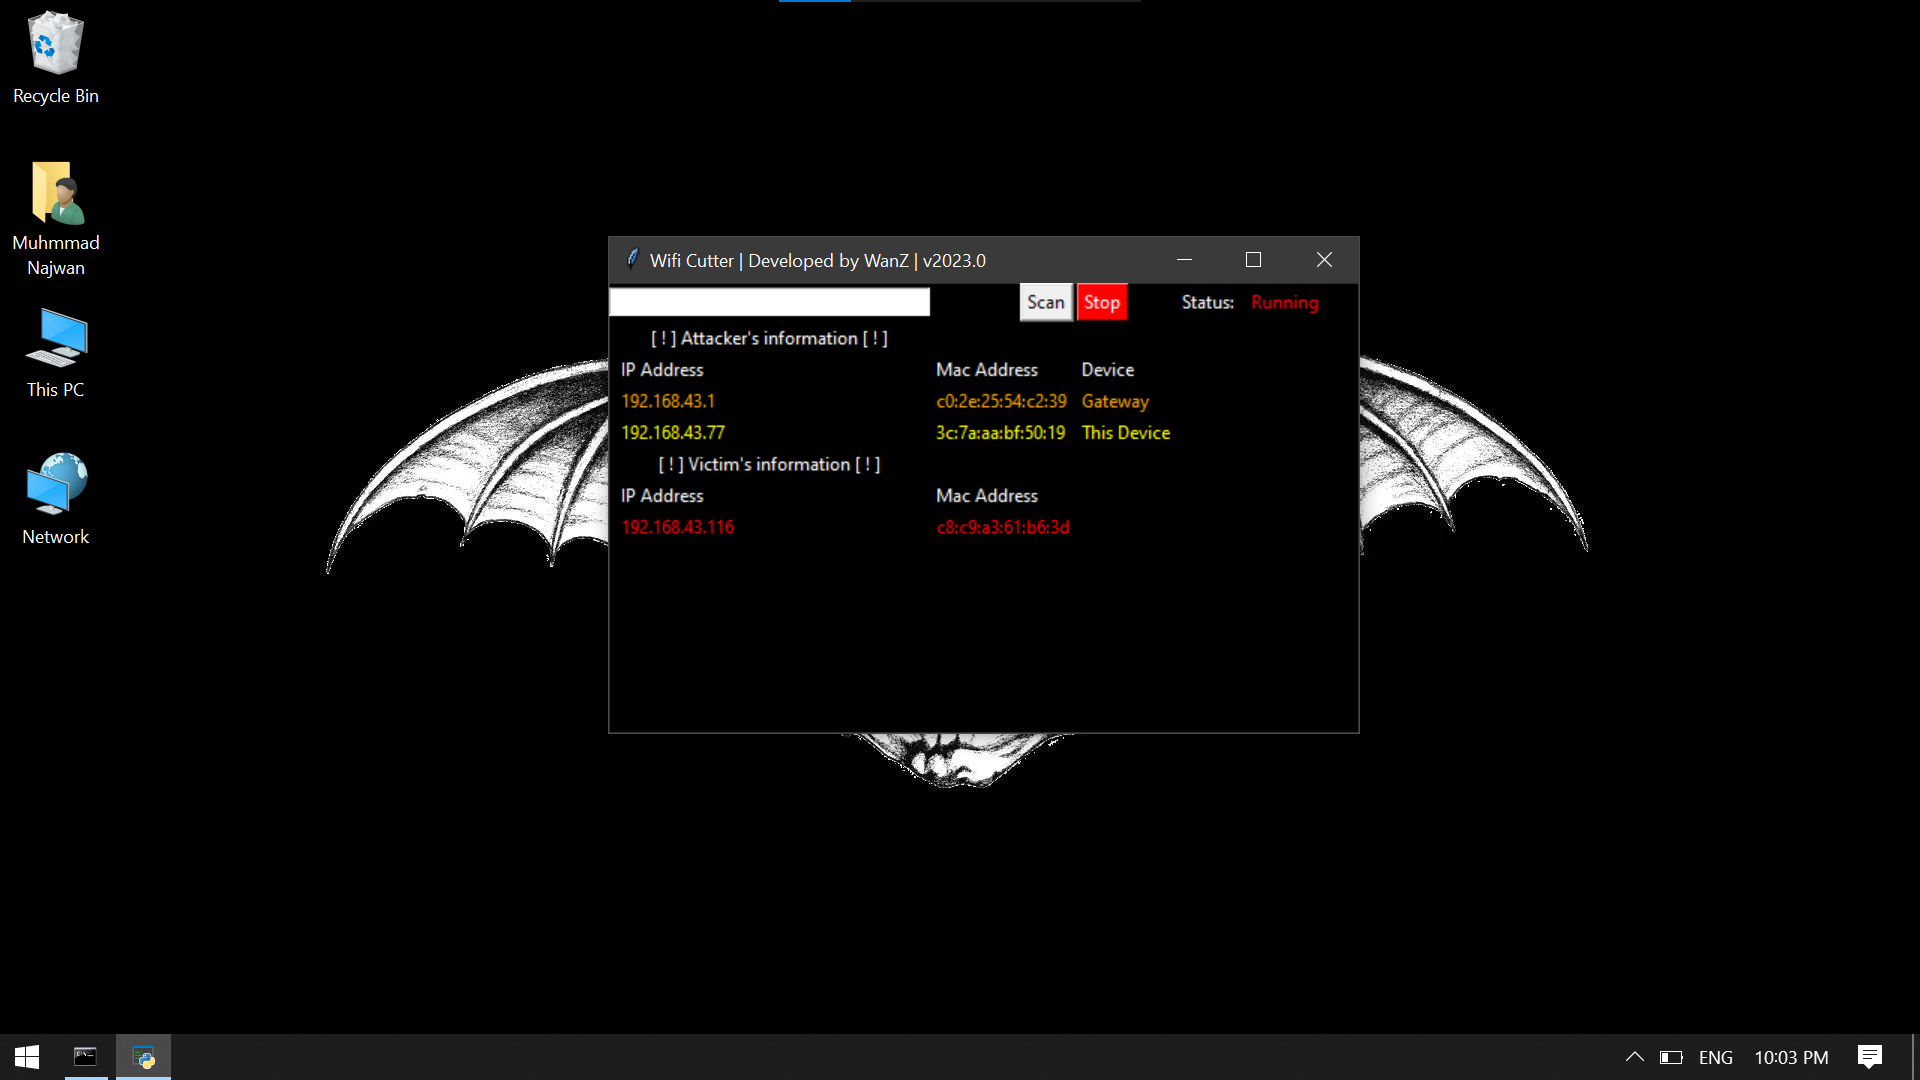 Recycle Bin
Muhmmad
Najwan
This PC
Network
Wifi Cutter | Developed by WanZ | v2023.0
Scan Stop Status: Running
[ ! ] Attacker's information [ ! ]
IP Address Mac Address Device
192.168.43.1 c0:2e:25:54:c2:39 Gateway
192.168.43.77 3c:7a:aa:bf:50:19 This Device
[ ! ] Victim's information [ ! ]
IP Address Mac Address
192.168.43.116 c8:c9:a3:61:b6:3d
ENG 10:03 PM